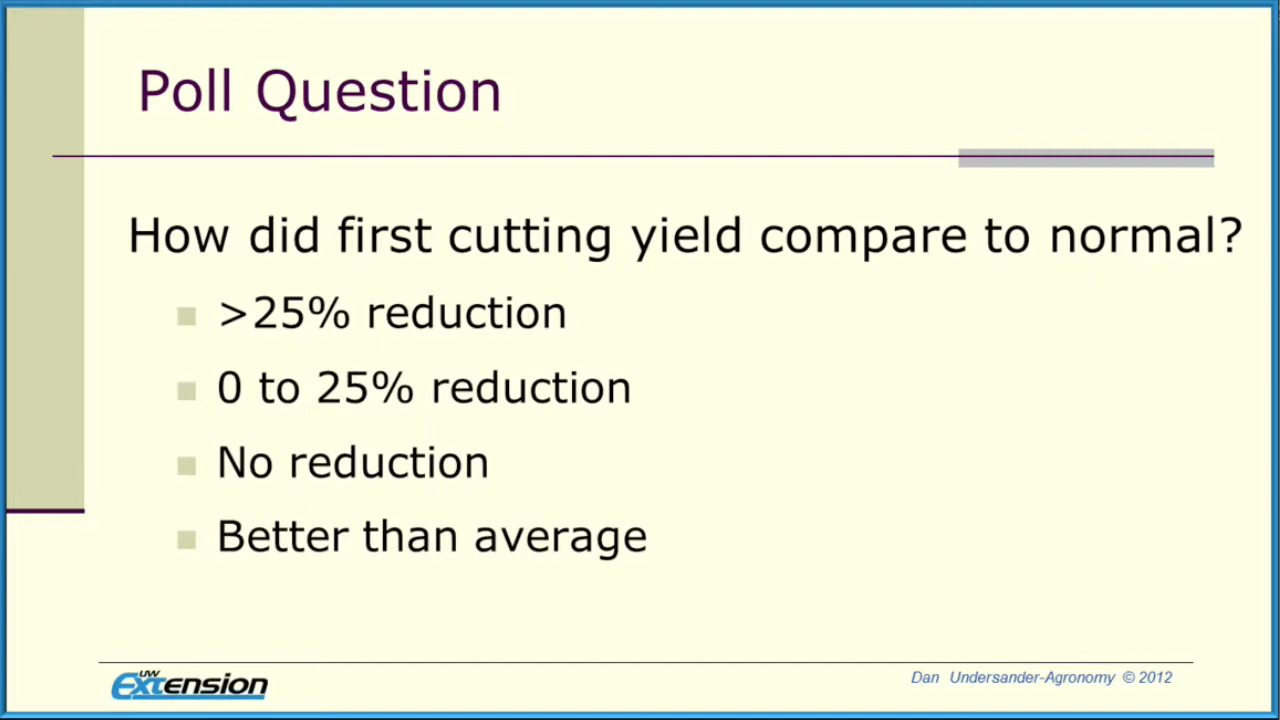 Poll Question
How did first cutting yield compare to normal?
>25% reduction
0 to 25% reduction
No reduction
Better than average
UW
Extension
Dan Undersander-Agronomy © 2012